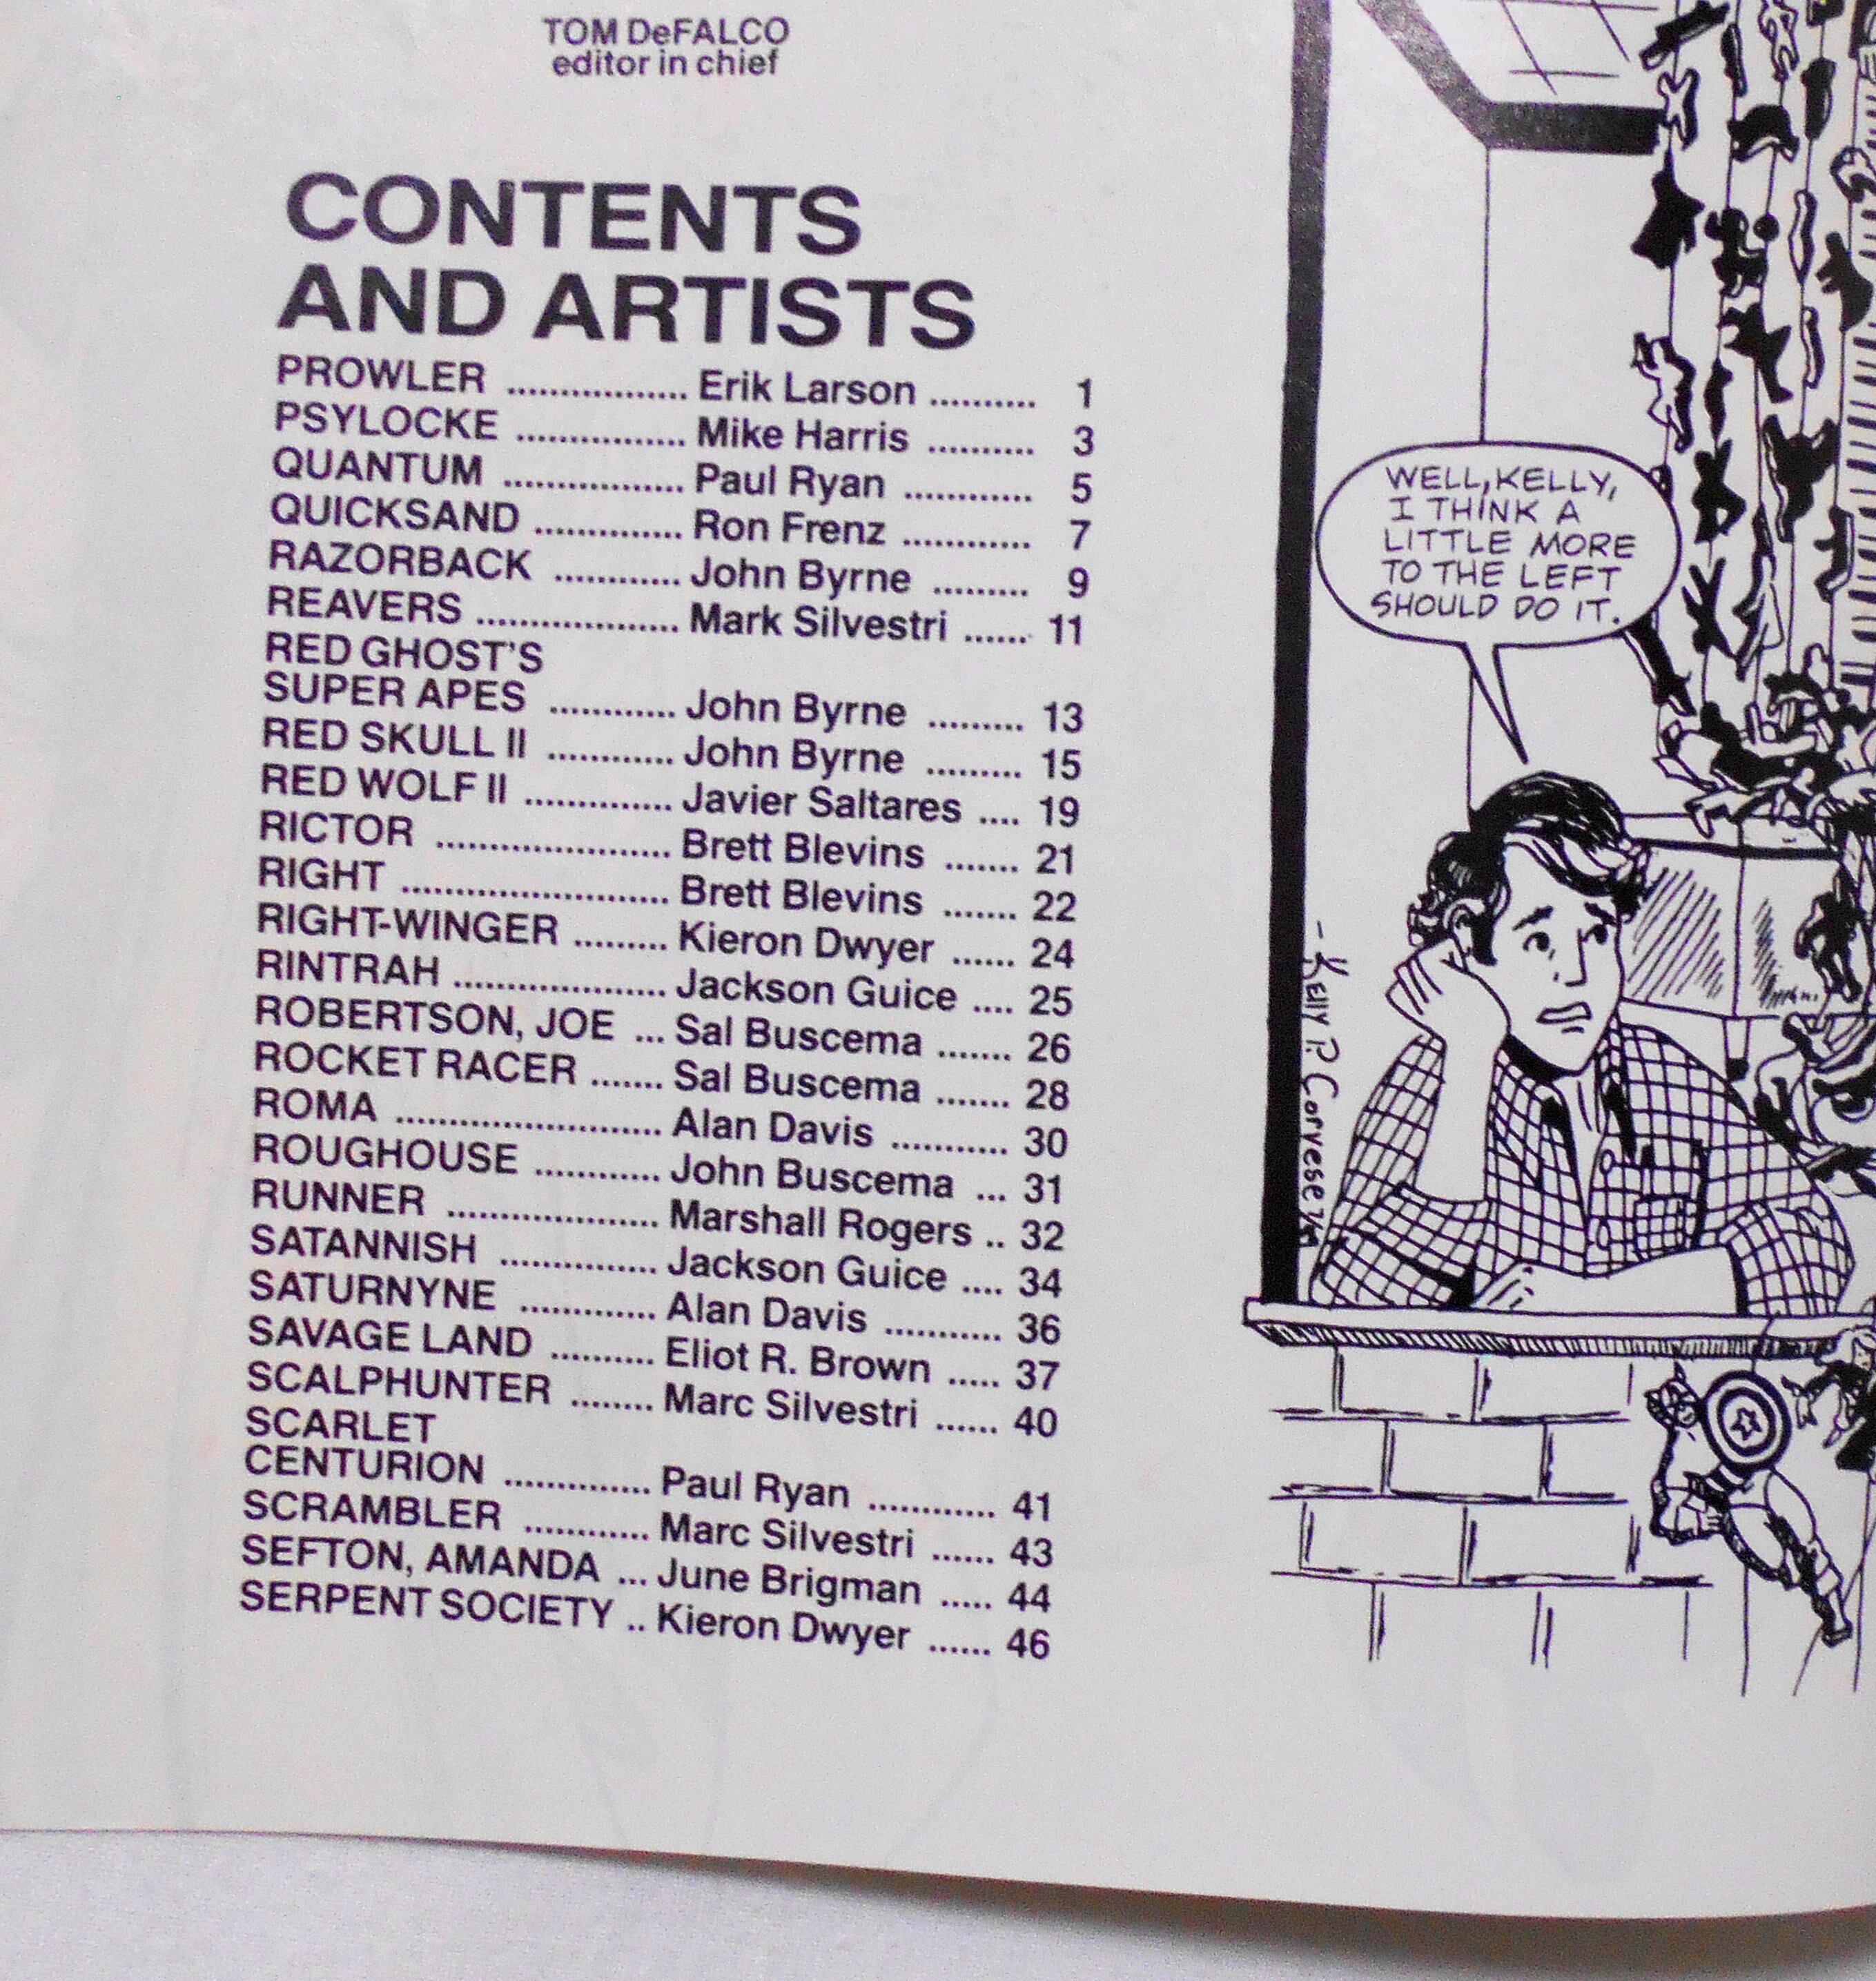 TOM DeFALCO
editor in chief
CONTENTS
AND ARTISTS
PROWLER ................. Erik Larson .......... 1
PSYLOCKE ................ Mike Harris .......... 3
QUANTUM ................. Paul Ryan ............ 5
QUICKSAND .............. Ron Frenz ............ 7
RAZORBACK ............ John Byrne ......... 9
REAVERS ................... Mark Silvestri ...... 11
RED GHOST'S
SUPER APES ............ John Byrne ......... 13
RED SKULL II ............ John Byrne ......... 15
RED WOLF II .............. Javier Saltares .... 19
RICTOR ...................... Brett Blevins ....... 21
RIGHT ......................... Brett Blevins ....... 22
RIGHT-WINGER ......... Kieron Dwyer ...... 24
RINTRAH .................... Jackson Guice .... 25
ROBERTSON, JOE ... Sal Buscema ....... 26
ROCKET RACER ....... Sal Buscema ....... 28
ROMA ......................... Alan Davis ........... 30
ROUGHOUSE ............ John Buscema ... 31
RUNNER .................... Marshall Rogers .. 32
SATANNISH ............... Jackson Guice .... 34
SATURNYNE ............. Alan Davis ........... 36
SAVAGE LAND .......... Eliot R. Brown ..... 37
SCALPHUNTER ........ Marc Silvestri ...... 40
SCARLET
CENTURION .............. Paul Ryan ............ 41
SCRAMBLER ............ Marc Silvestri ...... 43
SEFTON, AMANDA ... June Brigman ..... 44
SERPENT SOCIETY .. Kieron Dwyer ...... 46
WELL, KELLY,
I THINK A
LITTLE MORE
TO THE LEFT
SHOULD DO IT.
- KELLY P. CORVESE